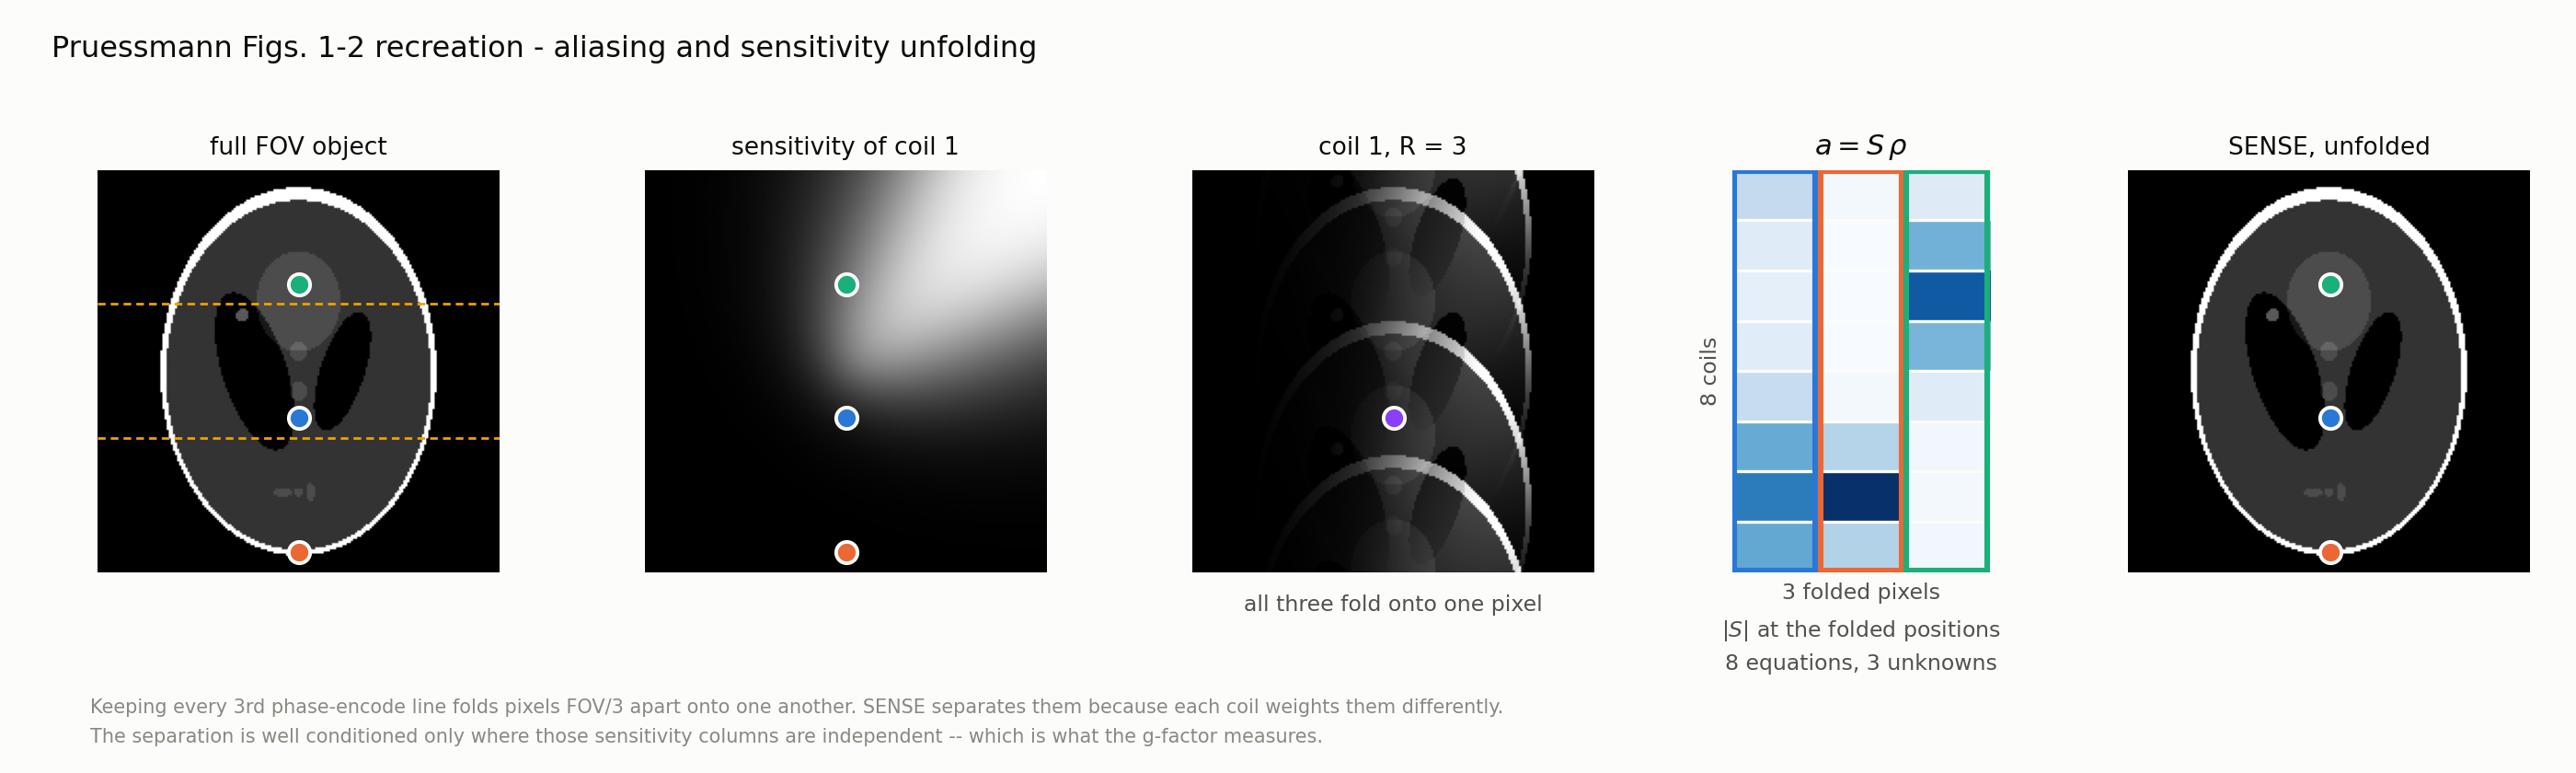 Pruessmann Figs. 1-2 recreation - aliasing and sensitivity unfolding
full FOV object
sensitivity of coil 1
coil 1, R = 3
a = S ρ
SENSE, unfolded
8 coils
all three fold onto one pixel
3 folded pixels
|S| at the folded positions
8 equations, 3 unknowns
Keeping every 3rd phase-encode line folds pixels FOV/3 apart onto one another. SENSE separates them because each coil weights them differently.
The separation is well conditioned only where those sensitivity columns are independent -- which is what the g-factor measures.